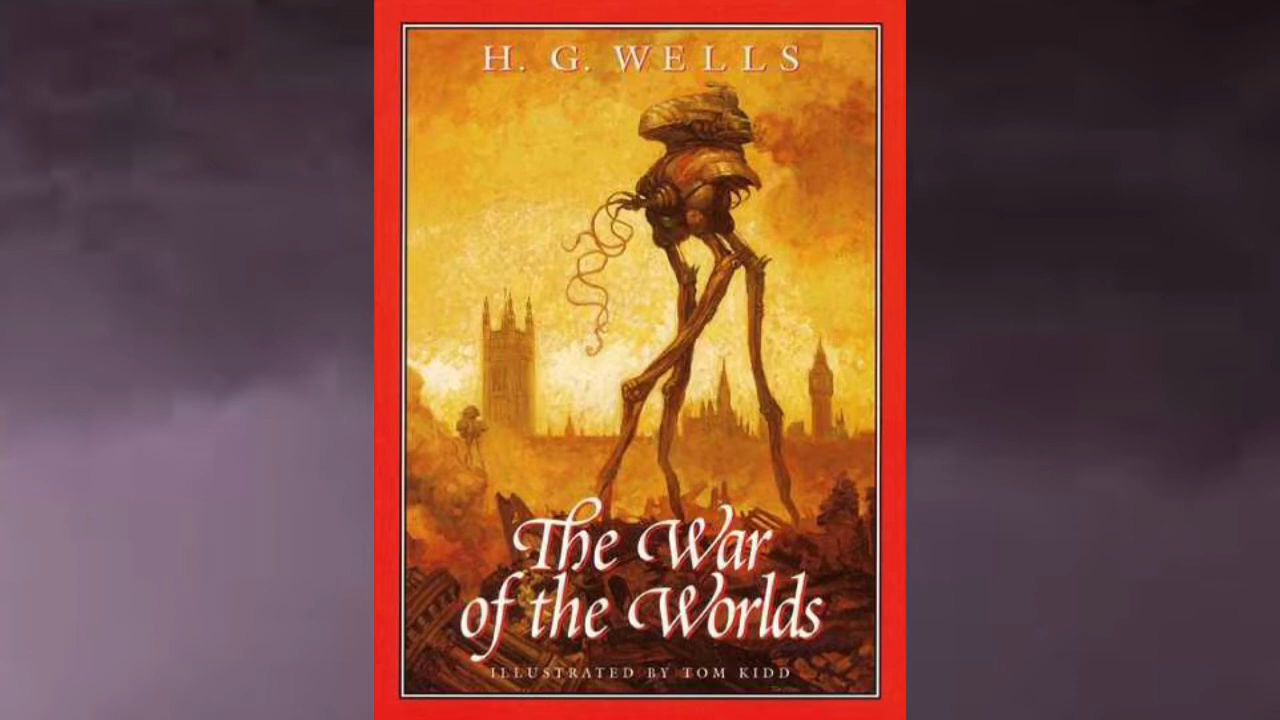 H. G. WELLS
The War
of the Worlds
ILLUSTRATED BY TOM KIDD